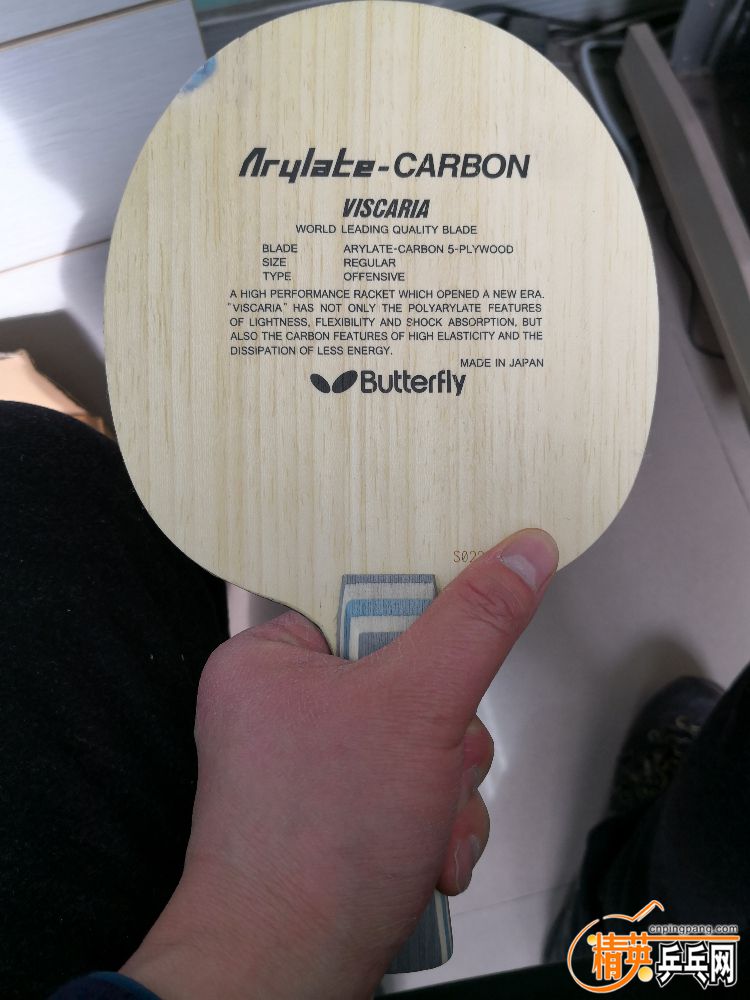 Arylate-CARBON
VISCARIA
WORLD LEADING QUALITY BLADE
BLADE ARYLATE-CARBON 5-PLYWOOD
SIZE REGULAR
TYPE OFFENSIVE
A HIGH PERFORMANCE RACKET WHICH OPENED A NEW ERA.
"VISCARIA" HAS NOT ONLY THE POLYARYLATE FEATURES
OF LIGHTNESS, FLEXIBILITY AND SHOCK ABSORPTION, BUT
ALSO THE CARBON FEATURES OF HIGH ELASTICITY AND THE
DISSIPATION OF LESS ENERGY.
MADE IN JAPAN
Butterfly
cnpingpang.com
精英乒乓网